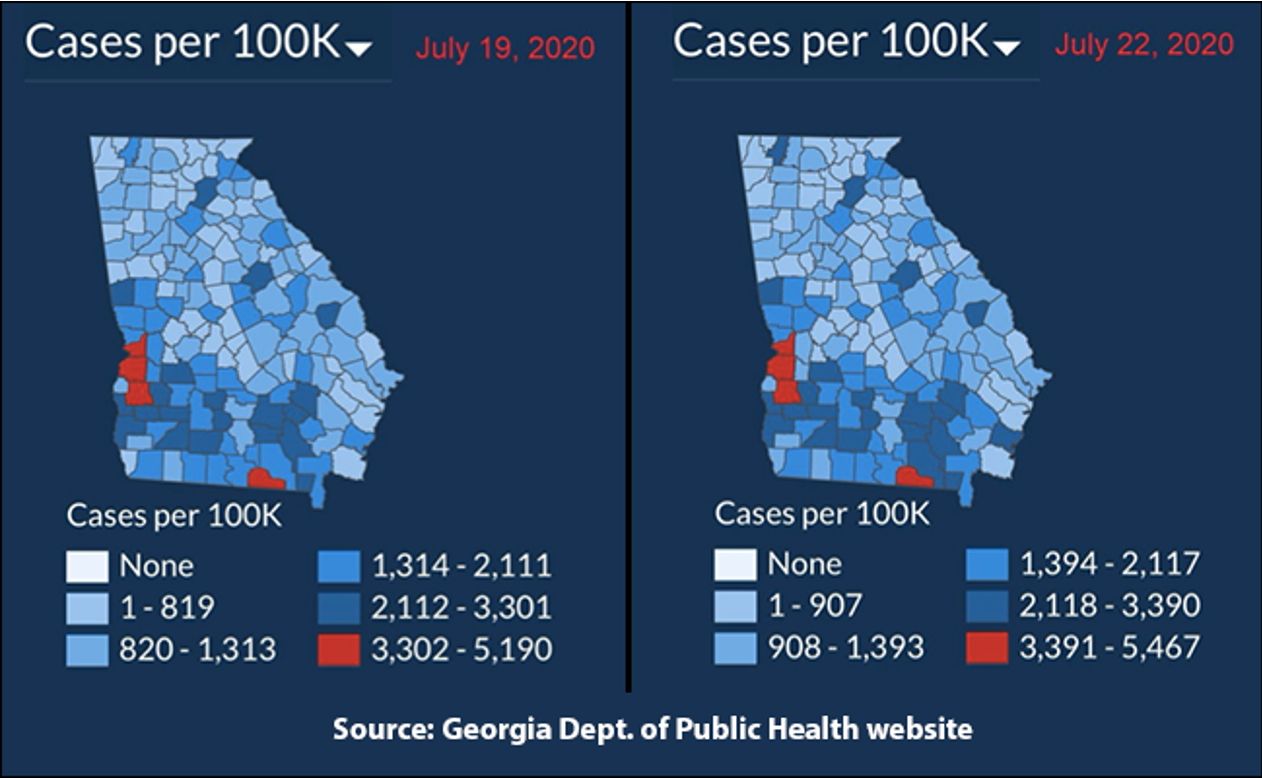 Cases per 100K
July 19, 2020
Cases per 100K
None
1 - 819
820 - 1,313
1,314 - 2,111
2,112 - 3,301
3,302 - 5,190
Cases per 100K
July 22, 2020
Cases per 100K
None
1 - 907
908 - 1,393
1,394 - 2,117
2,118 - 3,390
3,391 - 5,467
Source: Georgia Dept. of Public Health website